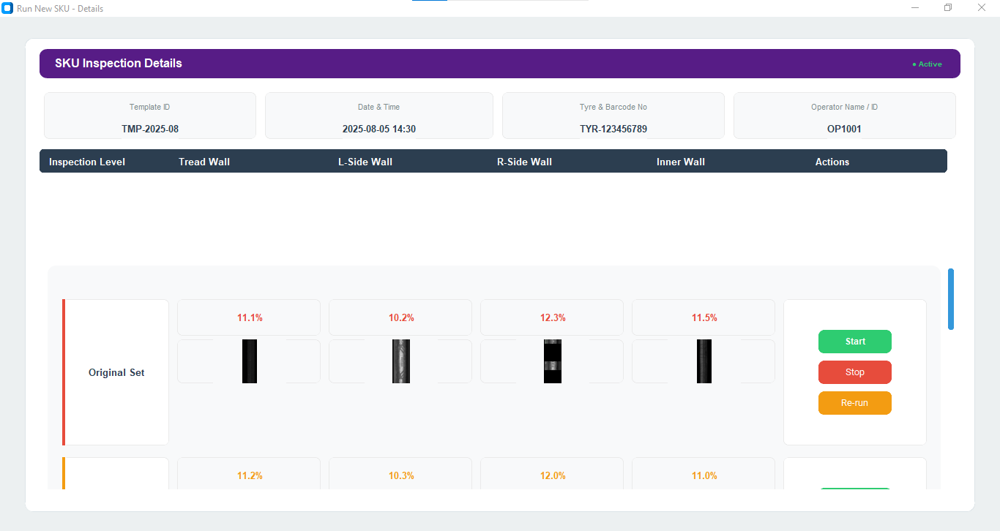 Run New SKU - Details
SKU Inspection Details
● Active
Template ID
TMP-2025-08
Date & Time
2025-08-05 14:30
Tyre & Barcode No
TYR-123456789
Operator Name / ID
OP1001
Inspection Level Tread Wall L-Side Wall R-Side Wall Inner Wall Actions
Original Set
11.1% 10.2% 12.3% 11.5%
Start
Stop
Re-run
11.2% 10.3% 12.0% 11.0%